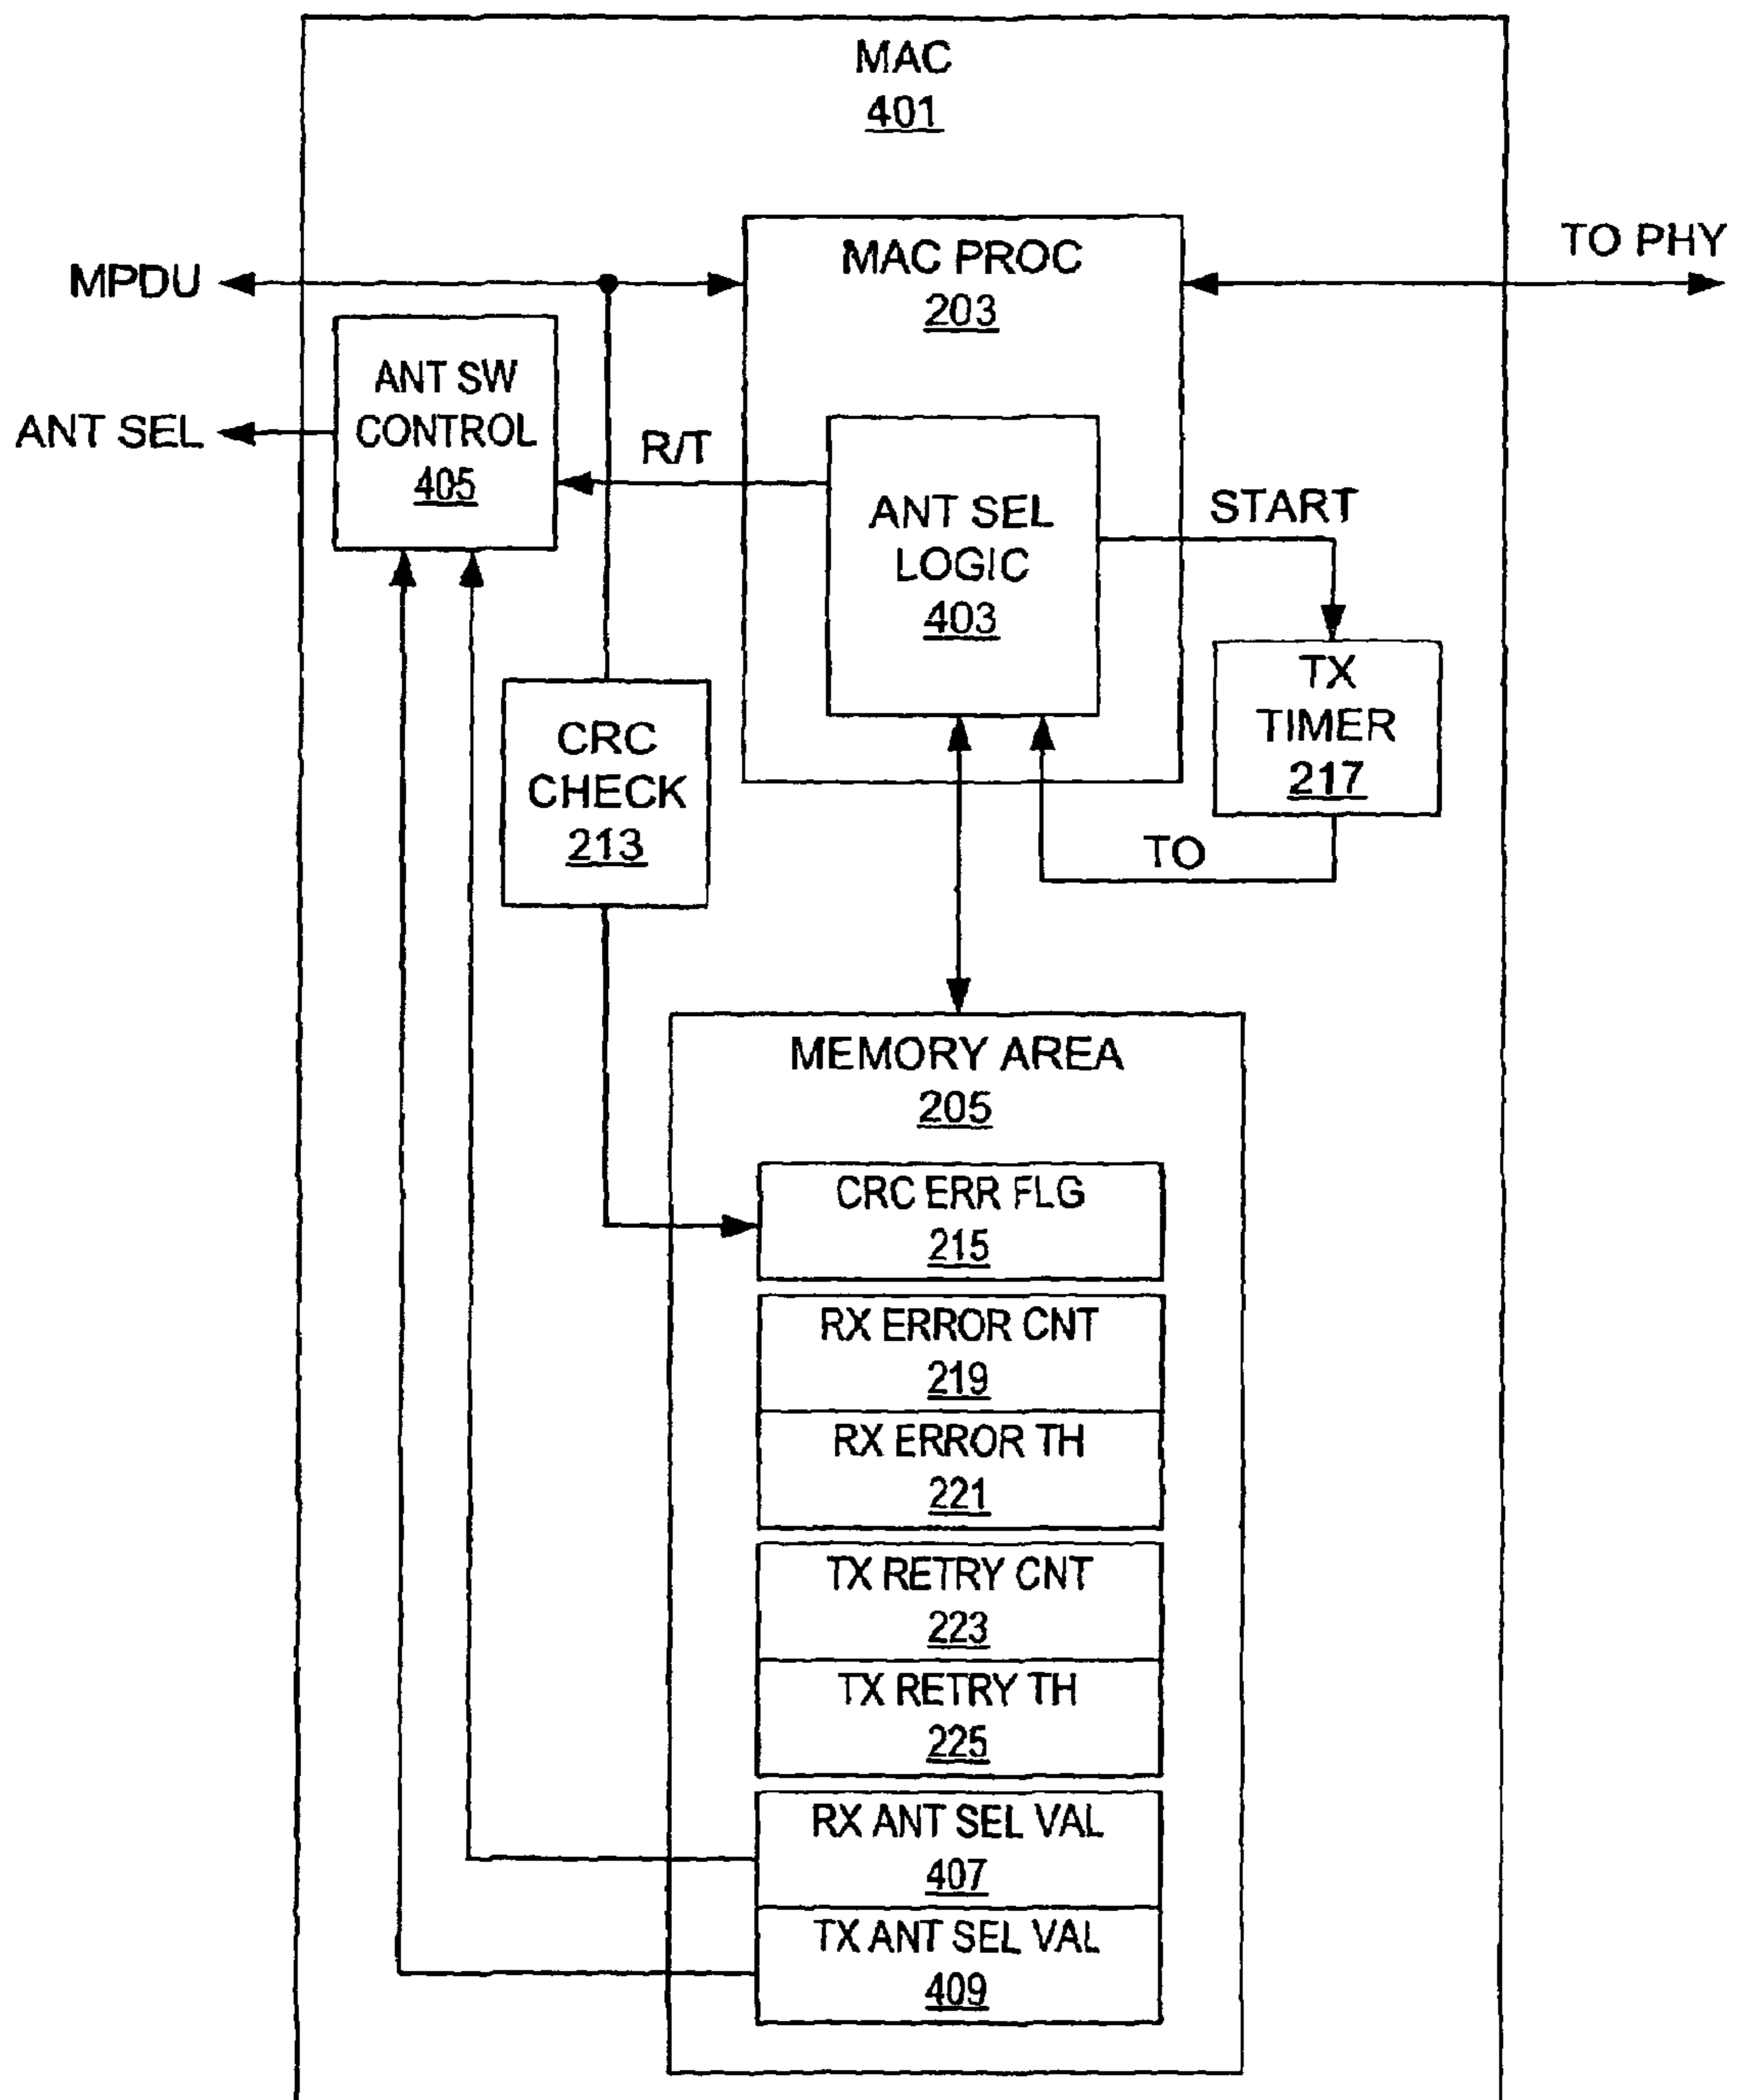 MAC
401
MAC PROC
203
TO PHY
MPDU
ANT SW
CONTROL
405
ANT SEL
R/T
ANT SEL
LOGIC
403
START
TX
TIMER
217
CRC
CHECK
213
TO
MEMORY AREA
205
CRC ERR FLG
215
RX ERROR CNT
219
RX ERROR TH
221
TX RETRY CNT
223
TX RETRY TH
225
RX ANT SEL VAL
407
TX ANT SEL VAL
409